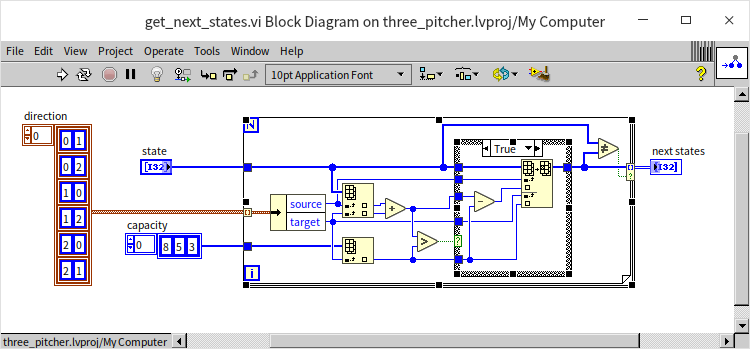 get_next_states.vi Block Diagram on three_pitcher.lvproj/My Computer
File Edit View Project Operate Tools Window Help
10pt Application Font
direction
0
0 1
0 2
1 0
1 2
2 0
2 1
state
[I32]
capacity
0
8 5 3
N
i
source
target
+
>
True
?
−
≠
?
next states
[I32]
three_pitcher.lvproj/My Computer